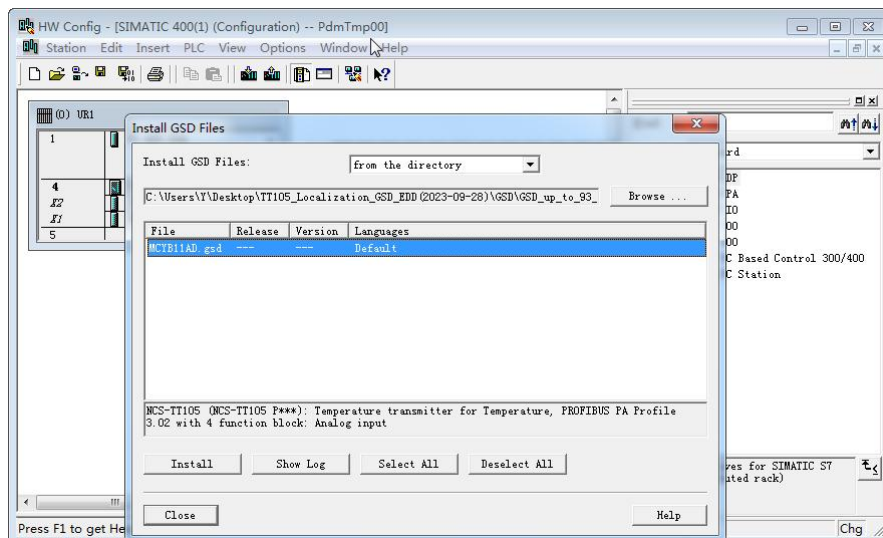 HW Config - [SIMATIC 400(1) (Configuration) -- PdmTmp00]
Station Edit Insert PLC View Options Window Help
(0) UR1
1
4
X2
X1
5
Install GSD Files
Install GSD Files:
from the directory
C:\Users\Y\Desktop\TT105_Localization_GSD_EDD(2023-09-28)\GSD\GSD_up_to_93_
Browse ...
File Release Version Languages
MCYB11AD.gsd --- --- Default
NCS-TT105 (NCS-TT105 P***): Temperature transmitter for Temperature, PROFIBUS PA Profile
3.02 with 4 function block: Analog input
Install Show Log Select All Deselect All
Close Help
rd
DP
PA
IO
00
00
C Based Control 300/400
C Station
ves for SIMATIC S7
uted rack)
Press F1 to get He
Chg